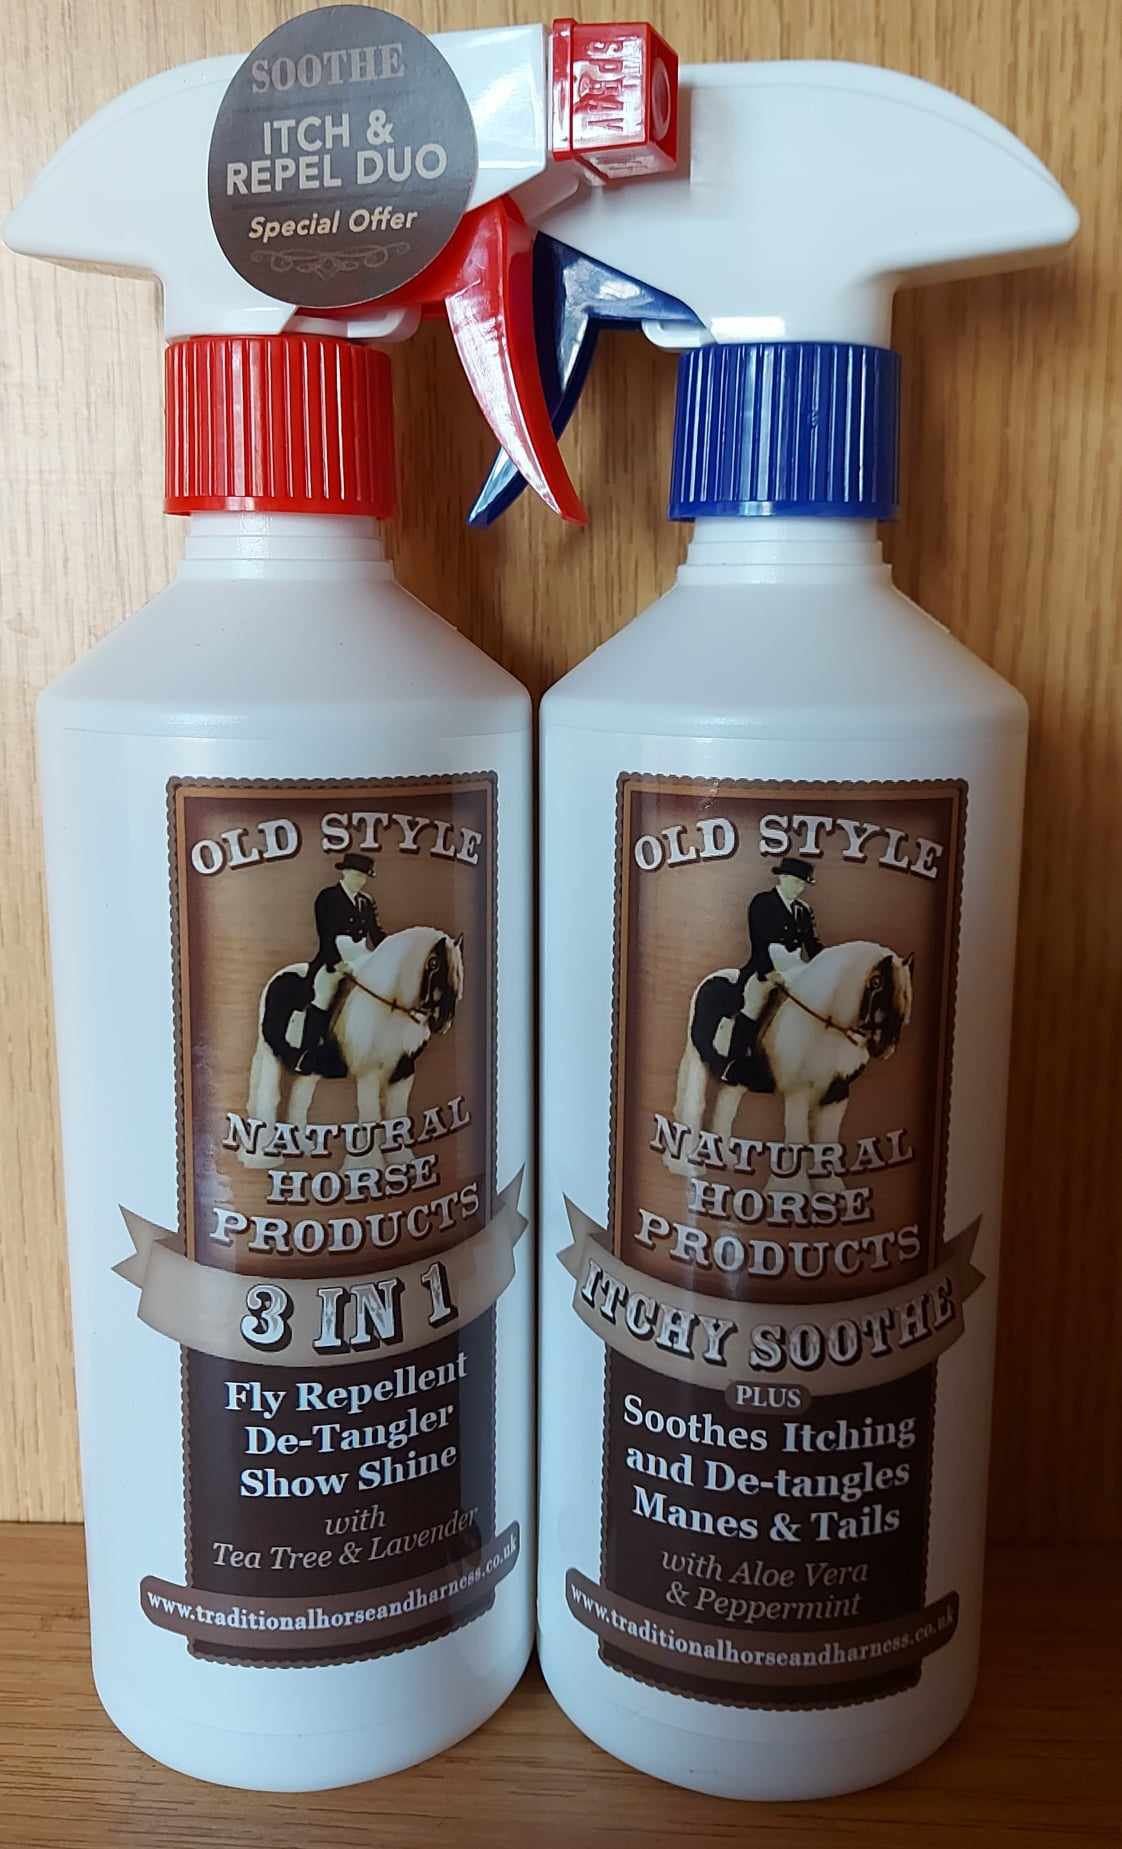 SOOTHE
ITCH &
REPEL DUO
Special Offer
SPRAY
OLD STYLE
NATURAL
HORSE
PRODUCTS
3 IN 1
Fly Repellent
De-Tangler
Show Shine
with
Tea Tree & Lavender
www.traditionalhorseandharness.co.uk
OLD STYLE
NATURAL
HORSE
PRODUCTS
ITCHY SOOTHE
PLUS
Soothes Itching
and De-tangles
Manes & Tails
with Aloe Vera
& Peppermint
www.traditionalhorseandharness.co.uk